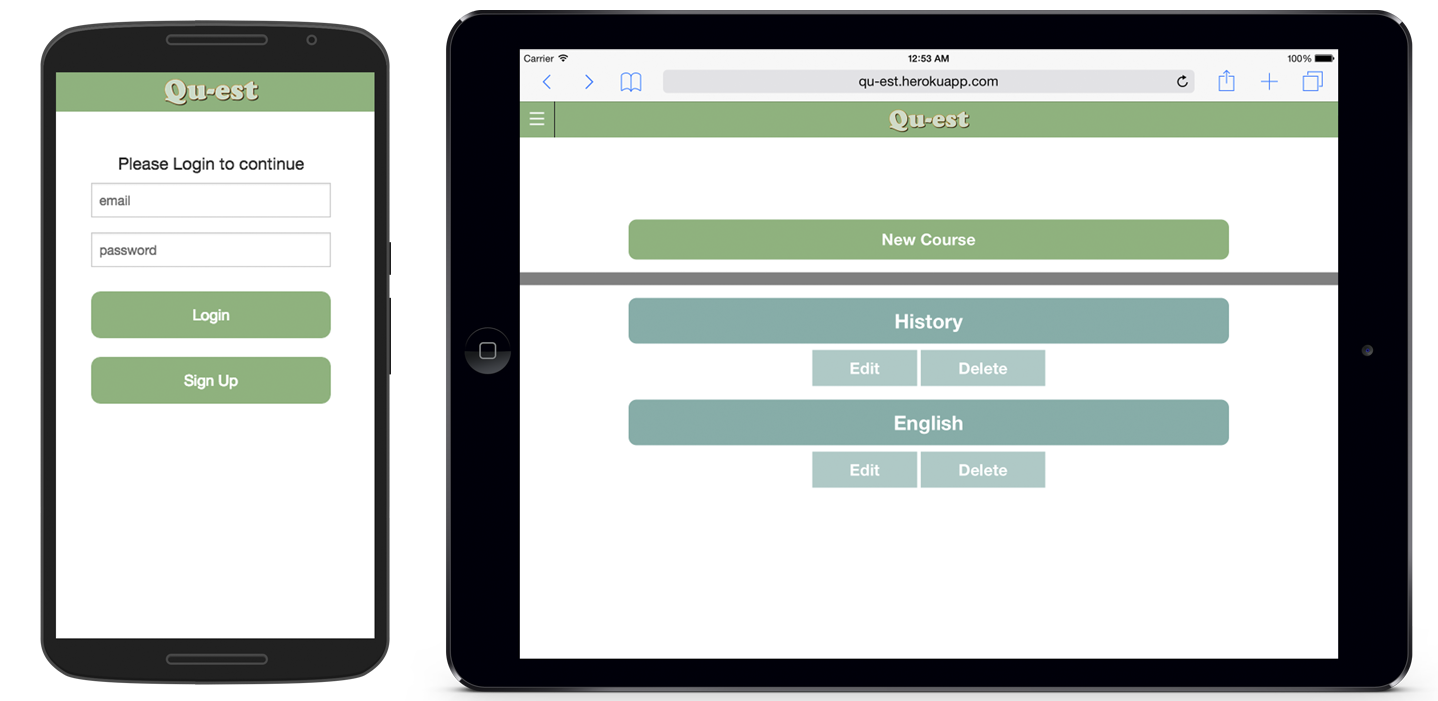 Qu-est
Please Login to continue
email
password
Login
Sign Up
Carrier 12:53 AM 100%
qu-est.herokuapp.com
Qu-est
New Course
History
Edit Delete
English
Edit Delete